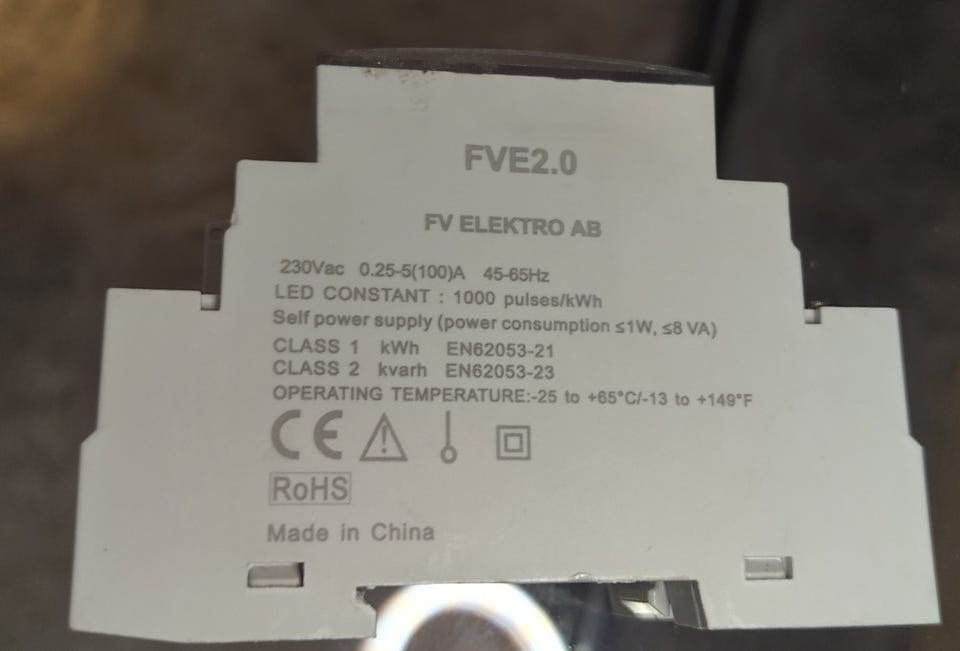 FVE2.0
FV ELEKTRO AB
230Vac 0.25-5(100)A 45-65Hz
LED CONSTANT : 1000 pulses/kWh
Self power supply (power consumption ≤1W, ≤8 VA)
CLASS 1 kWh EN62053-21
CLASS 2 kvarh EN62053-23
OPERATING TEMPERATURE:-25 to +65°C/-13 to +149°F
CE
RoHS
Made in China